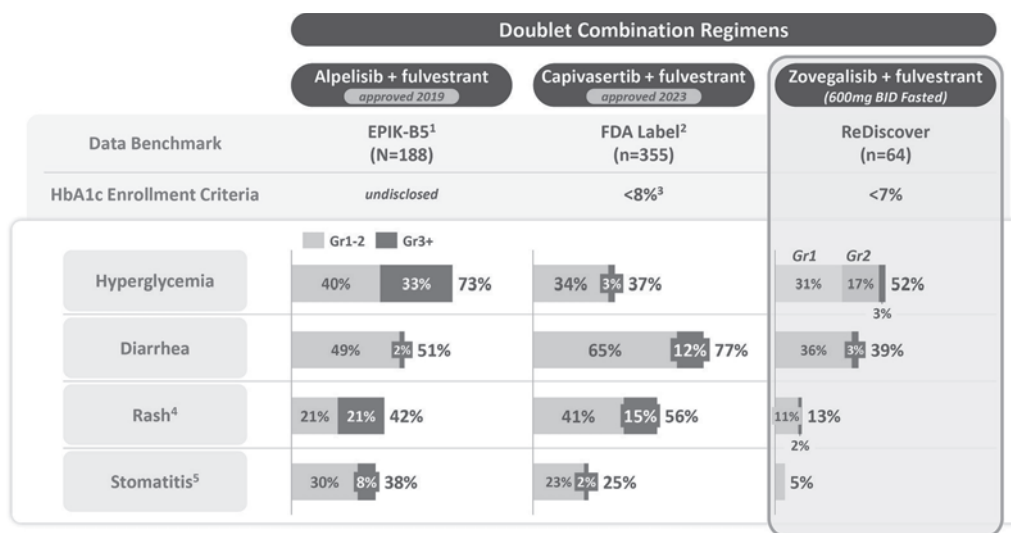 Doublet Combination Regimens
Alpelisib + fulvestrant
approved 2019
Capivasertib + fulvestrant
approved 2023
Zovegalisib + fulvestrant
(600mg BID Fasted)
Data Benchmark
EPIK-B5¹
(N=188)
FDA Label²
(n=355)
ReDiscover
(n=64)
HbA1c Enrollment Criteria
undisclosed
<8%³
<7%
Gr1-2
Gr3+
Gr1
Gr2
Hyperglycemia
40% 33% 73%
34% 3% 37%
31% 17% 52%
3%
Diarrhea
49% 2% 51%
65% 12% 77%
36% 3% 39%
Rash⁴
21% 21% 42%
41% 15% 56%
11% 13%
2%
Stomatitis⁵
30% 8% 38%
23% 2% 25%
5%